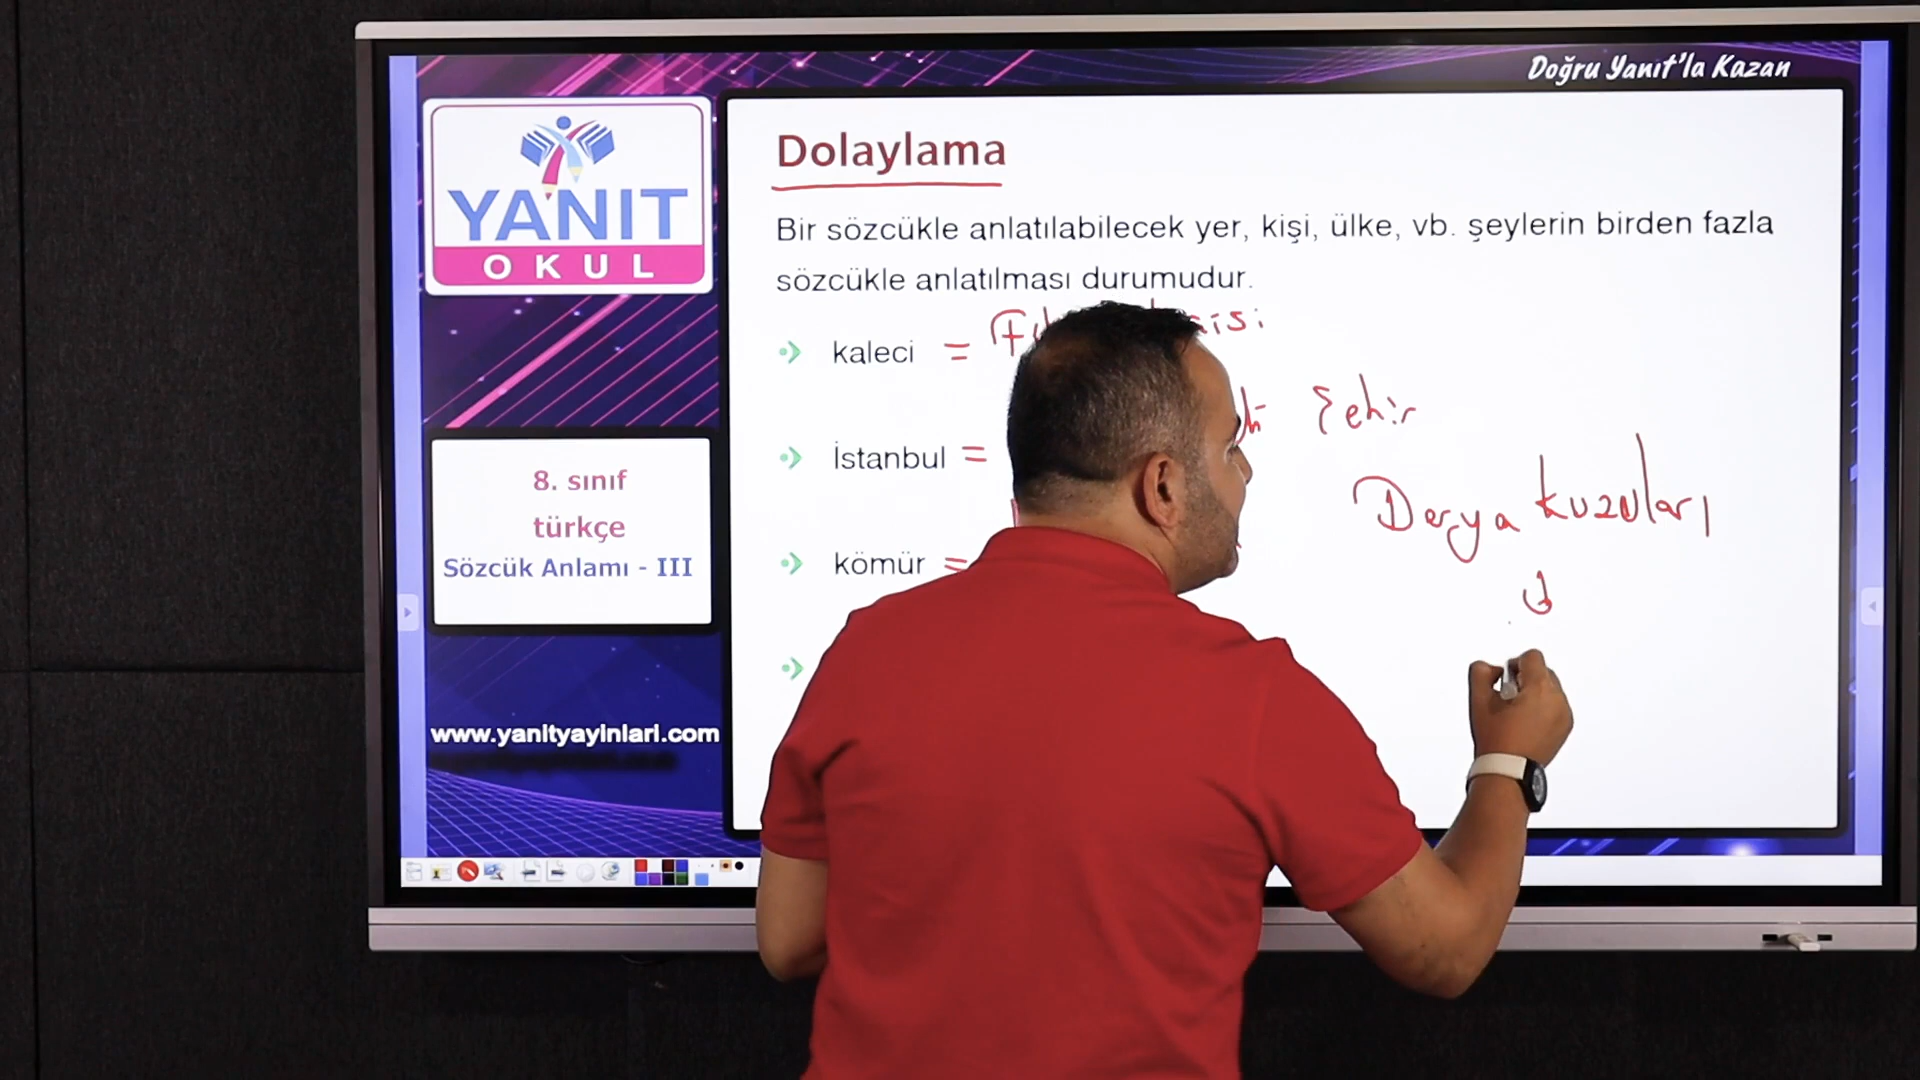 Doğru Yanıt'la Kazan
YANIT
OKUL
Dolaylama
Bir sözcükle anlatılabilecek yer, kişi, ülke, vb. şeylerin birden fazla
sözcükle anlatılması durumudur.
kaleci =
İstanbul = Şehir
kömür =
Derya kuzuları
8. sınıf
türkçe
Sözcük Anlamı - III
www.yanityayinlari.com